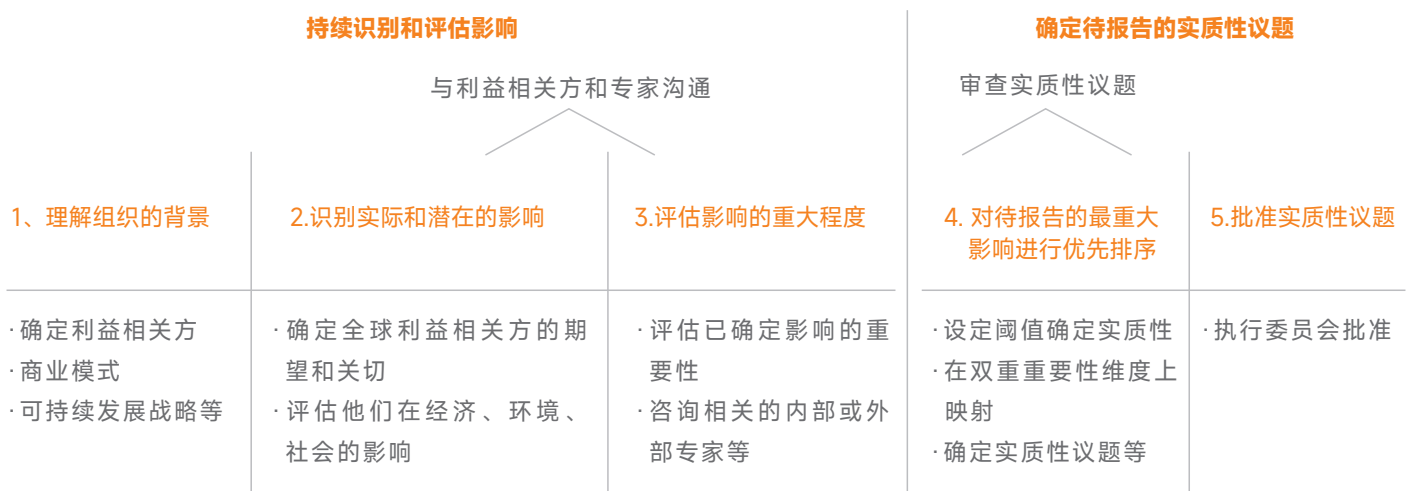 持续识别和评估影响
确定待报告的实质性议题
与利益相关方和专家沟通
审查实质性议题
1、理解组织的背景
2.识别实际和潜在的影响
3.评估影响的重大程度
4. 对待报告的最重大
影响进行优先排序
5.批准实质性议题
·确定利益相关方
·商业模式
·可持续发展战略等
·确定全球利益相关方的期
望和关切
·评估他们在经济、环境、
社会的影响
·评估已确定影响的重
要性
·咨询相关的内部或外
部专家等
·设定阈值确定实质性
·在双重重要性维度上
映射
·确定实质性议题等
·执行委员会批准